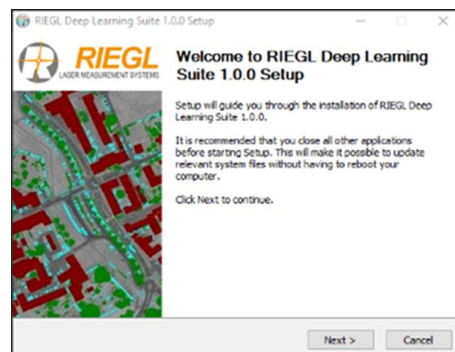 RIEGL Deep Learning Suite 1.0.0 Setup
RIEGL
LASER MEASUREMENT SYSTEMS
Welcome to RIEGL Deep Learning
Suite 1.0.0 Setup
Setup will guide you through the installation of RIEGL Deep
Learning Suite 1.0.0.
It is recommended that you close all other applications
before starting Setup. This will make it possible to update
relevant system files without having to reboot your
computer.
Click Next to continue.
Next >
Cancel